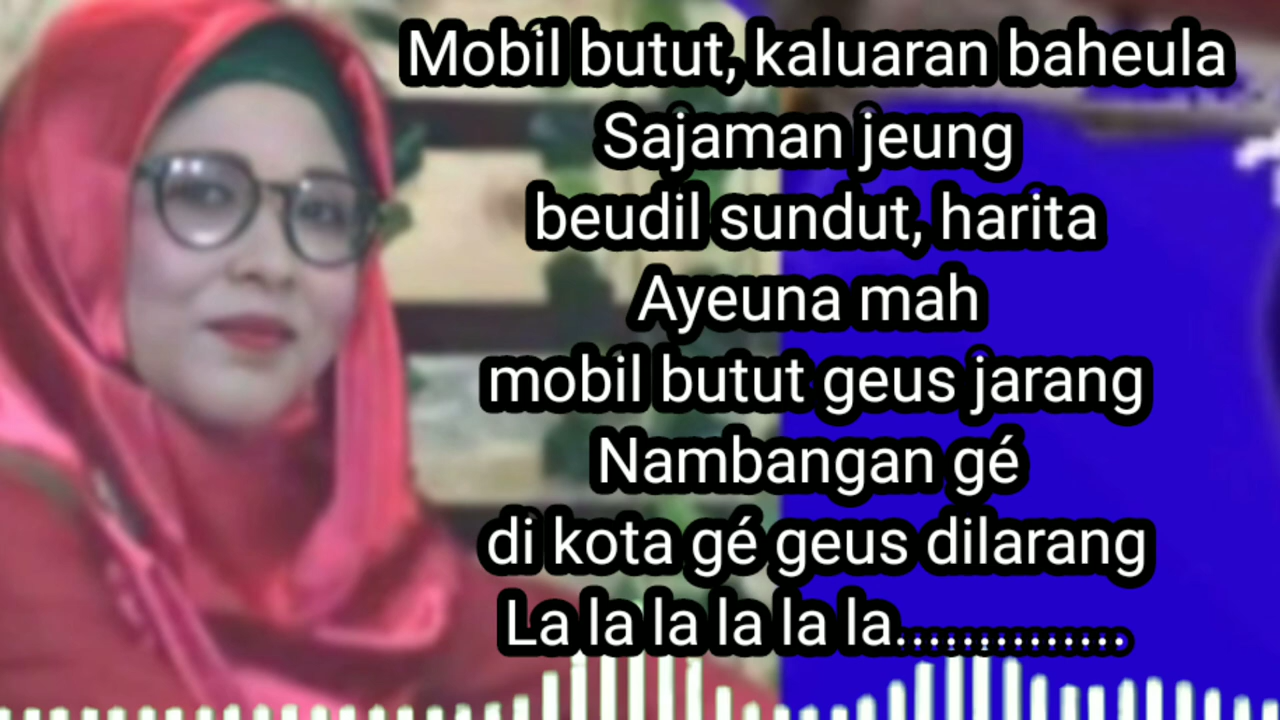 Mobil butut, kaluaran baheula
Sajaman jeung
beudil sundut, harita
Ayeuna mah
mobil butut geus jarang
Nambangan gé
di kota gé geus dilarang
La la la la la la..............